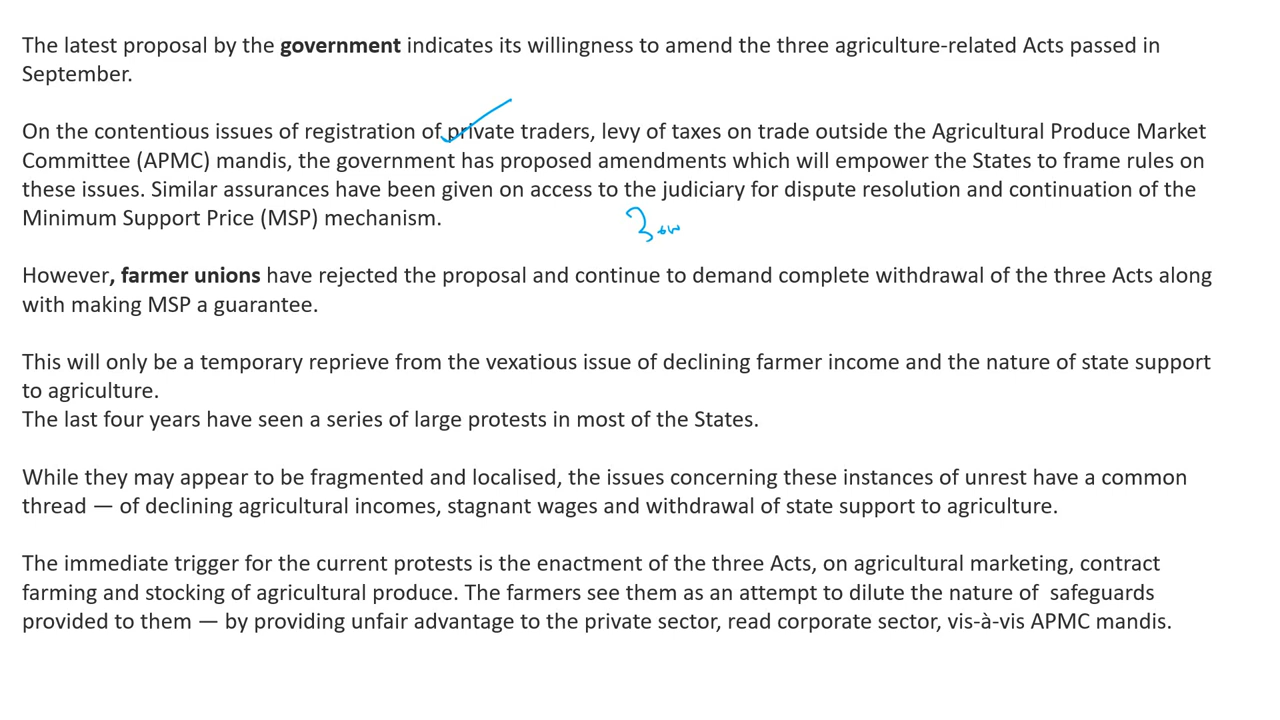 The latest proposal by the government indicates its willingness to amend the three agriculture-related Acts passed in
September.
On the contentious issues of registration of private traders, levy of taxes on trade outside the Agricultural Produce Market
Committee (APMC) mandis, the government has proposed amendments which will empower the States to frame rules on
these issues. Similar assurances have been given on access to the judiciary for dispute resolution and continuation of the
Minimum Support Price (MSP) mechanism.
However, farmer unions have rejected the proposal and continue to demand complete withdrawal of the three Acts along
with making MSP a guarantee.
This will only be a temporary reprieve from the vexatious issue of declining farmer income and the nature of state support
to agriculture.
The last four years have seen a series of large protests in most of the States.
While they may appear to be fragmented and localised, the issues concerning these instances of unrest have a common
thread — of declining agricultural incomes, stagnant wages and withdrawal of state support to agriculture.
The immediate trigger for the current protests is the enactment of the three Acts, on agricultural marketing, contract
farming and stocking of agricultural produce. The farmers see them as an attempt to dilute the nature of  safeguards
provided to them — by providing unfair advantage to the private sector, read corporate sector, vis-à-vis APMC mandis.